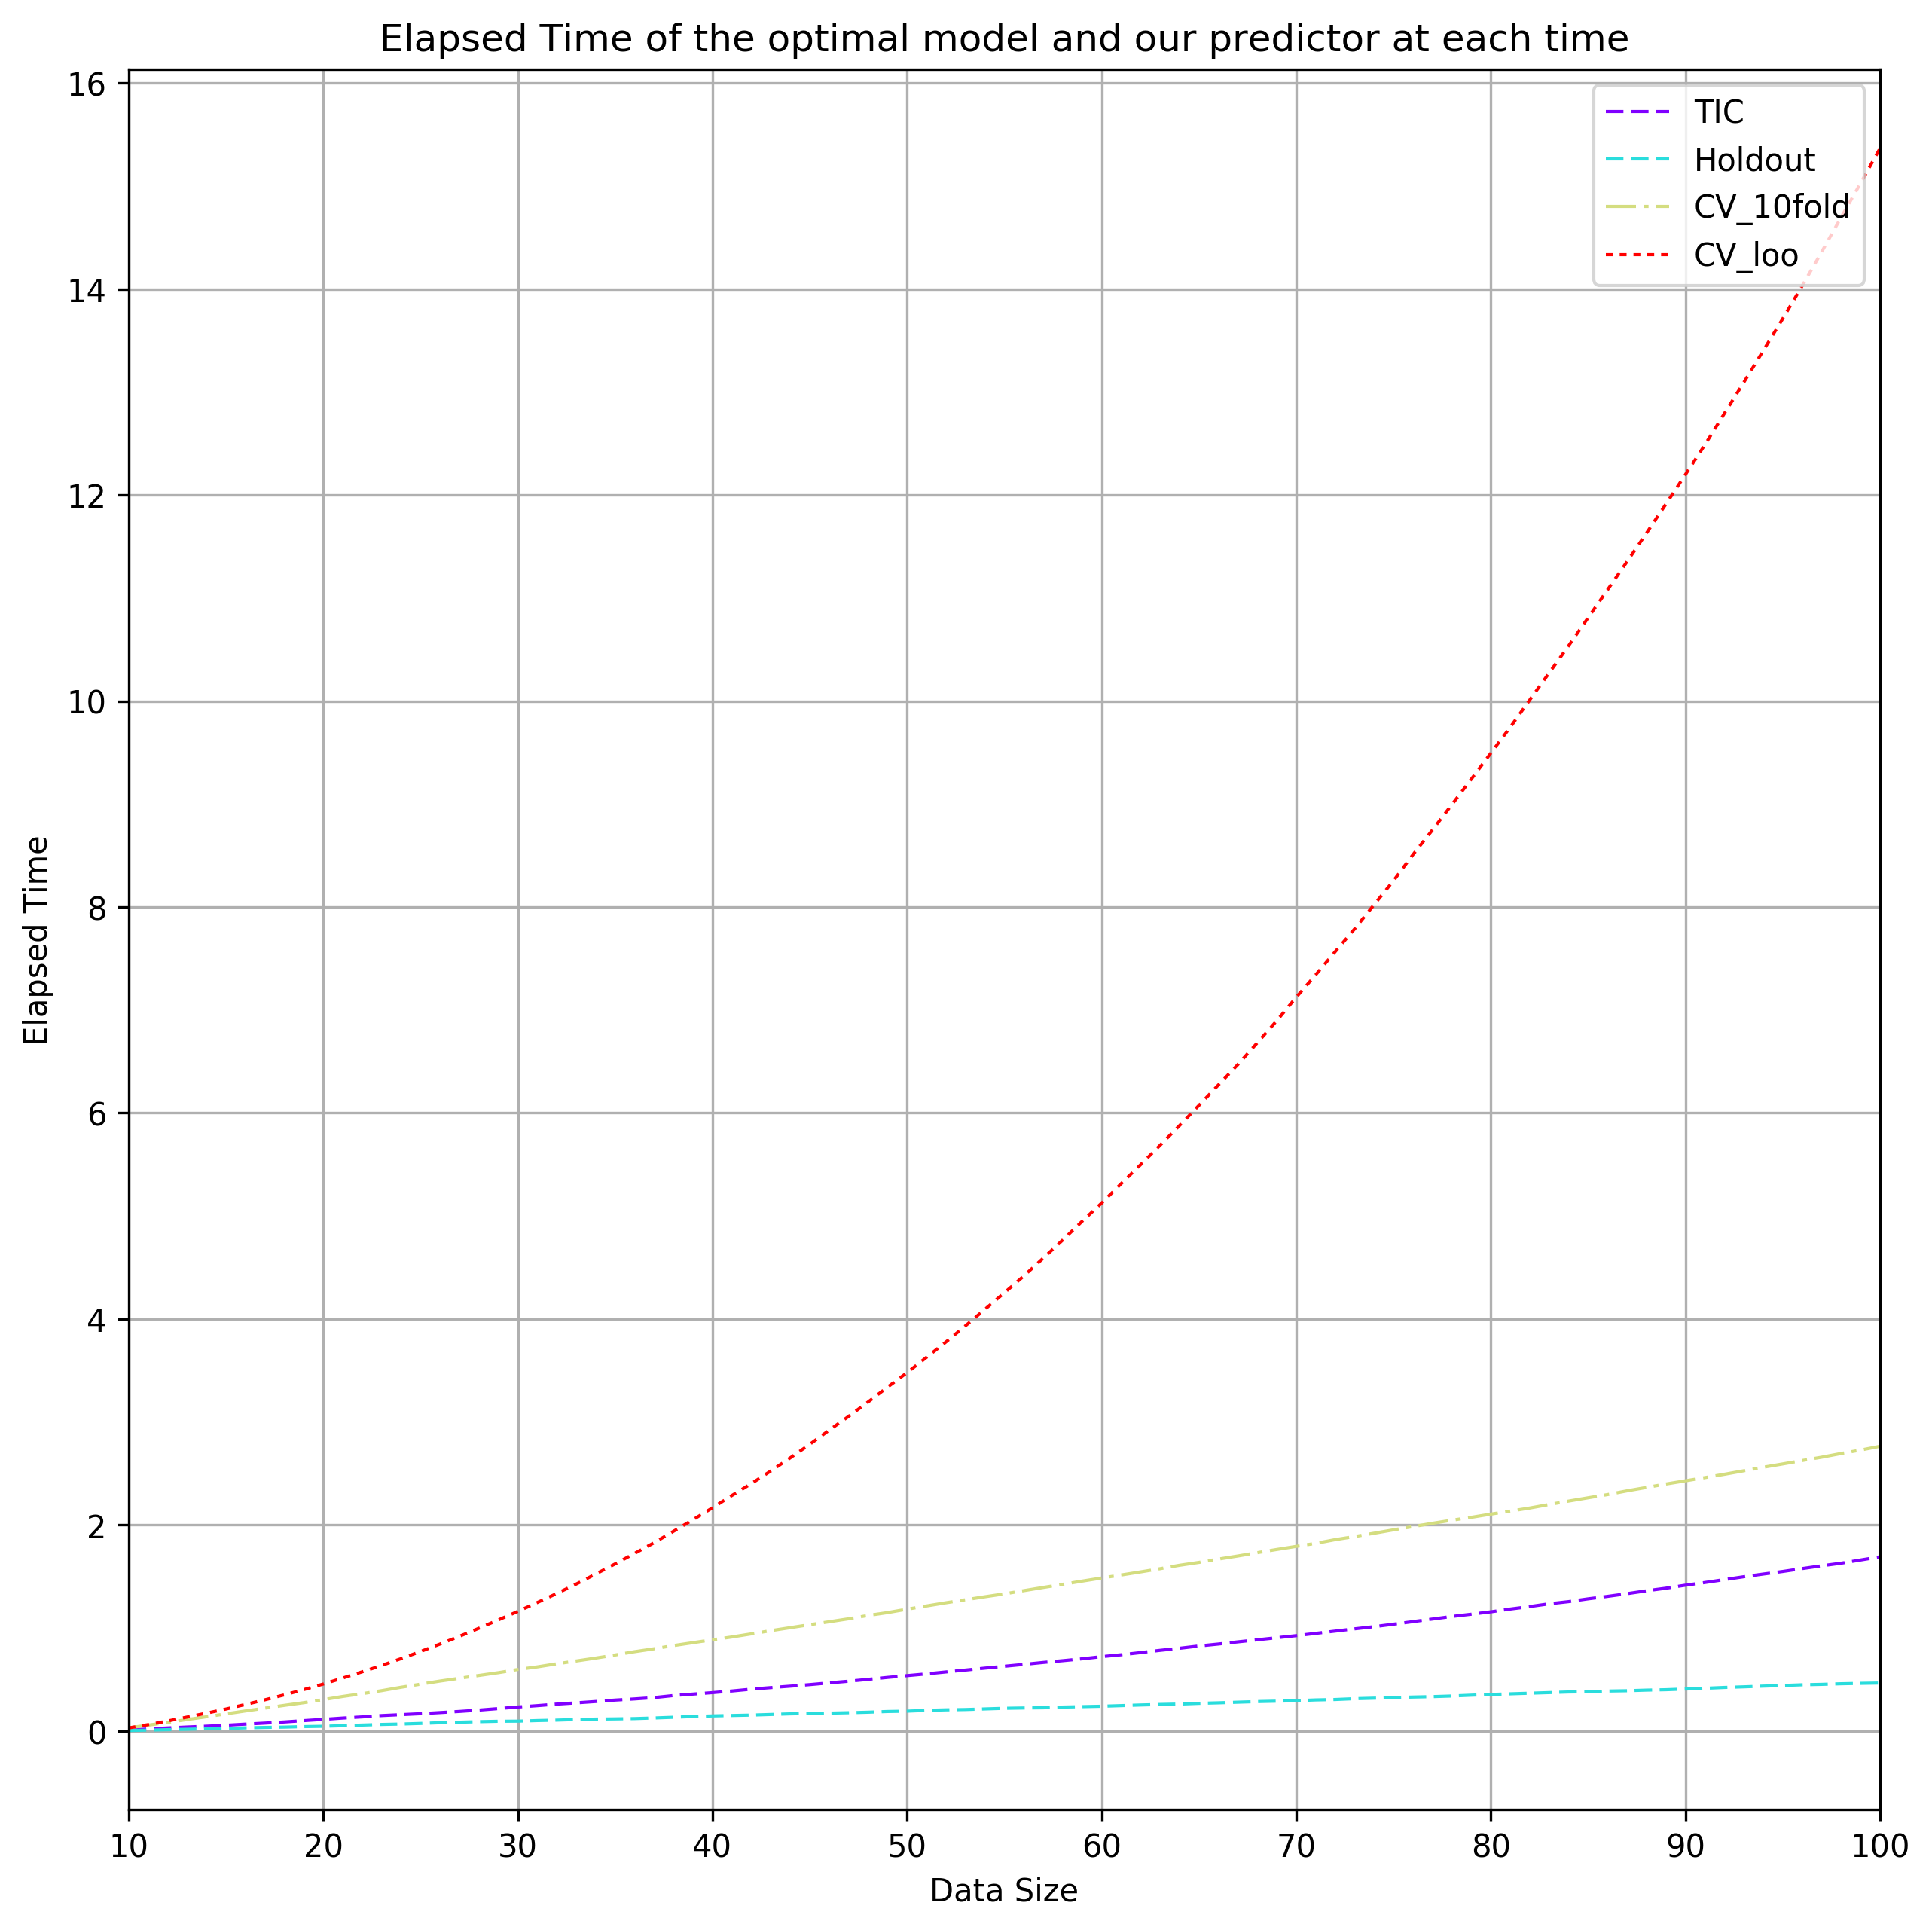 Elapsed Time of the optimal model and our predictor at each time
16
14
12
10
8
6
4
2
0
Elapsed Time
TIC
Holdout
CV_10fold
CV_loo
10 20 30 40 50 60 70 80 90 100
Data Size